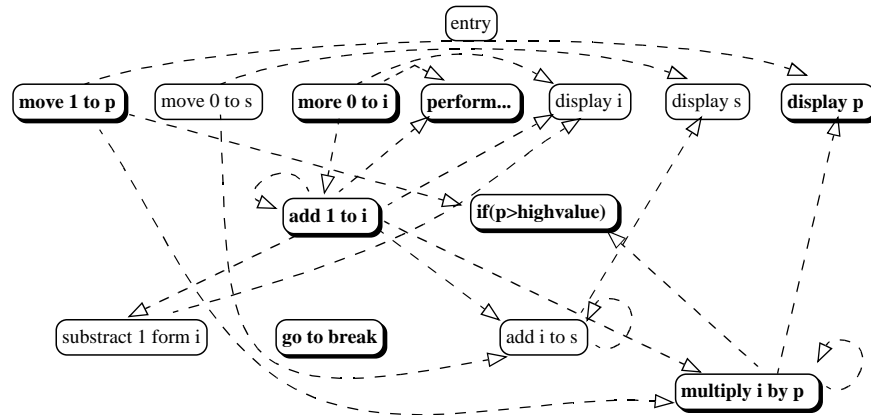 entry
move 1 to p
move 0 to s
more 0 to i
perform...
display i
display s
display p
add 1 to i
if(p>highvalue)
substract 1 form i
go to break
add i to s
multiply i by p